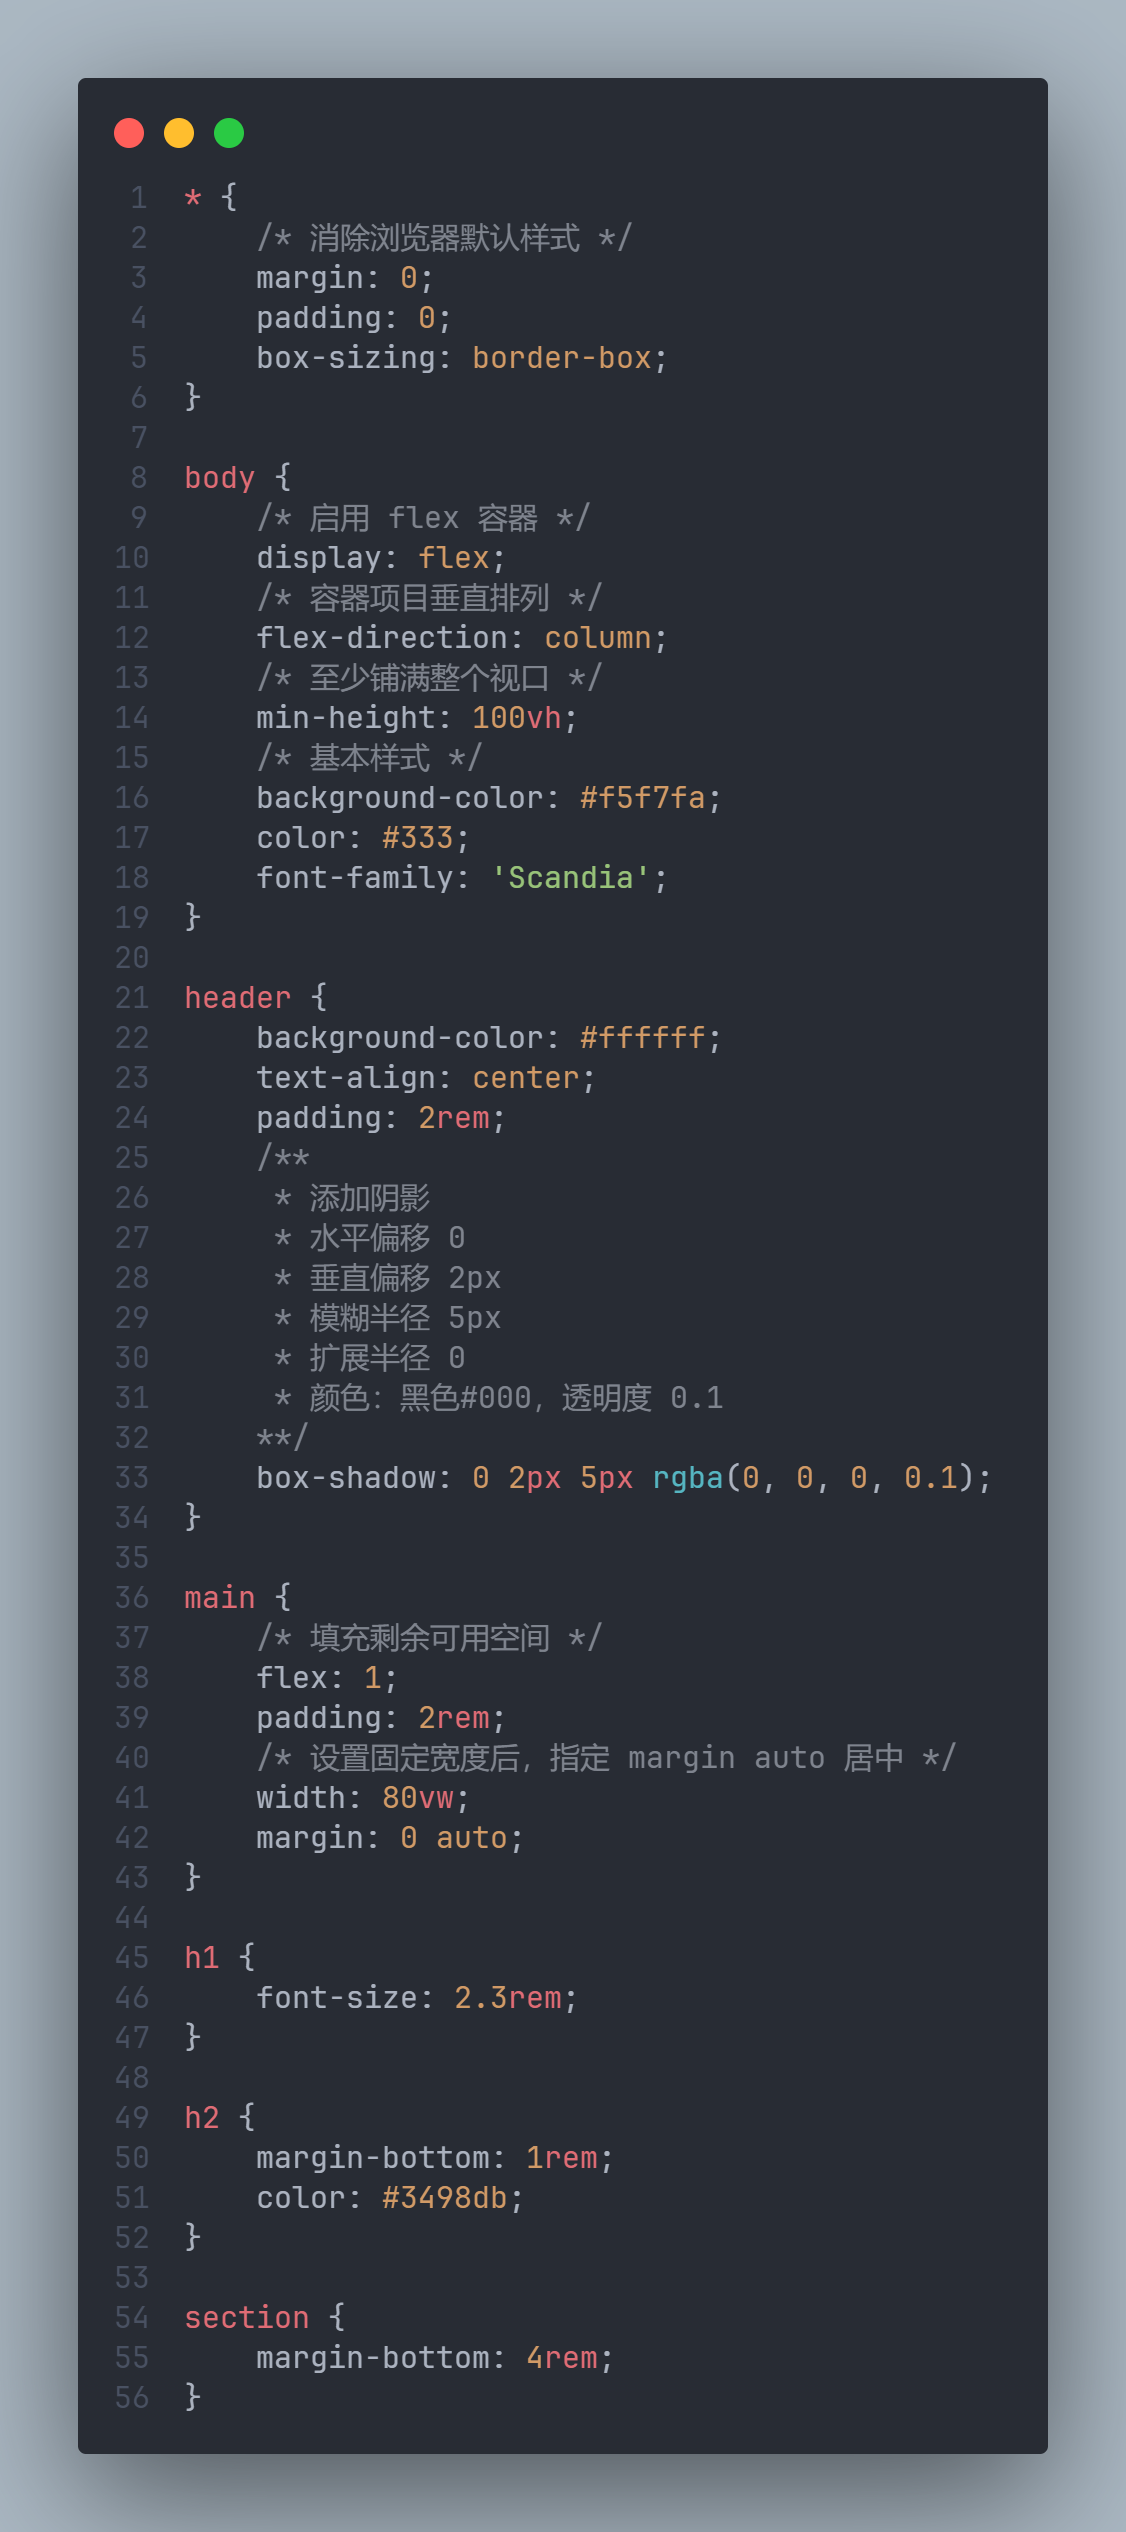 1 * {
2     /* 消除浏览器默认样式 */
3     margin: 0;
4     padding: 0;
5     box-sizing: border-box;
6 }
7
8 body {
9     /* 启用 flex 容器 */
10     display: flex;
11     /* 容器项目垂直排列 */
12     flex-direction: column;
13     /* 至少铺满整个视口 */
14     min-height: 100vh;
15     /* 基本样式 */
16     background-color: #f5f7fa;
17     color: #333;
18     font-family: 'Scandia';
19 }
20
21 header {
22     background-color: #ffffff;
23     text-align: center;
24     padding: 2rem;
25     /**
26      * 添加阴影
27      * 水平偏移 0
28      * 垂直偏移 2px
29      * 模糊半径 5px
30      * 扩展半径 0
31      * 颜色：黑色#000，透明度 0.1
32     **/
33     box-shadow: 0 2px 5px rgba(0, 0, 0, 0.1);
34 }
35
36 main {
37     /* 填充剩余可用空间 */
38     flex: 1;
39     padding: 2rem;
40     /* 设置固定宽度后，指定 margin auto 居中 */
41     width: 80vw;
42     margin: 0 auto;
43 }
44
45 h1 {
46     font-size: 2.3rem;
47 }
48
49 h2 {
50     margin-bottom: 1rem;
51     color: #3498db;
52 }
53
54 section {
55     margin-bottom: 4rem;
56 }